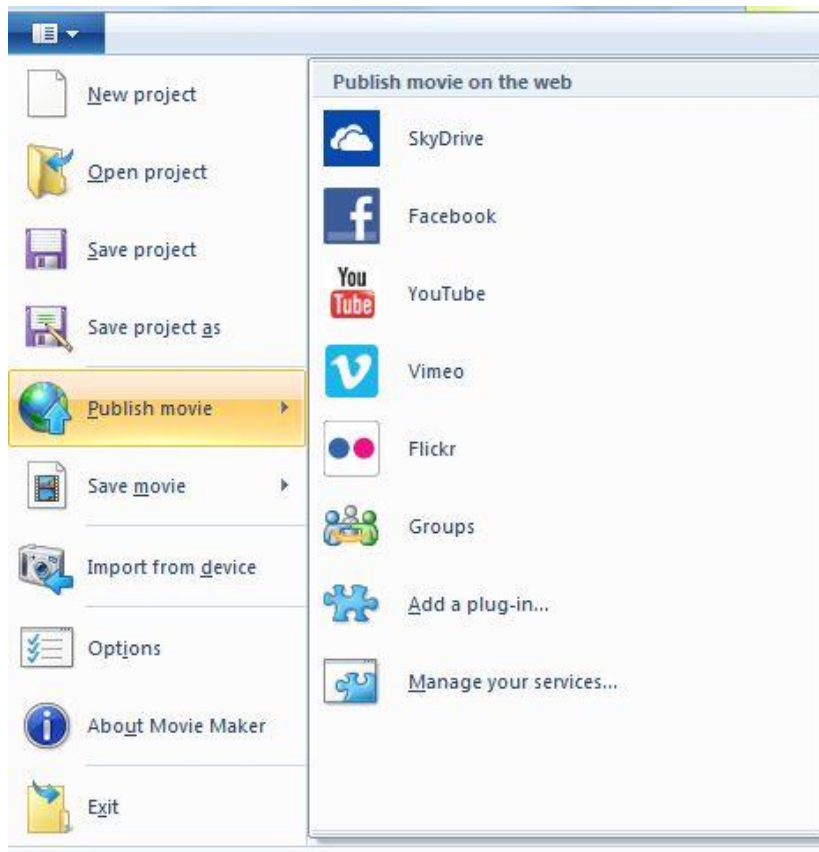 New project
Open project
Save project
Save project as
Publish movie
Save movie
Import from device
Options
About Movie Maker
Exit
Publish movie on the web
SkyDrive
f
Facebook
You
Tube
YouTube
Vimeo
Flickr
Groups
Add a plug-in...
Manage your services...